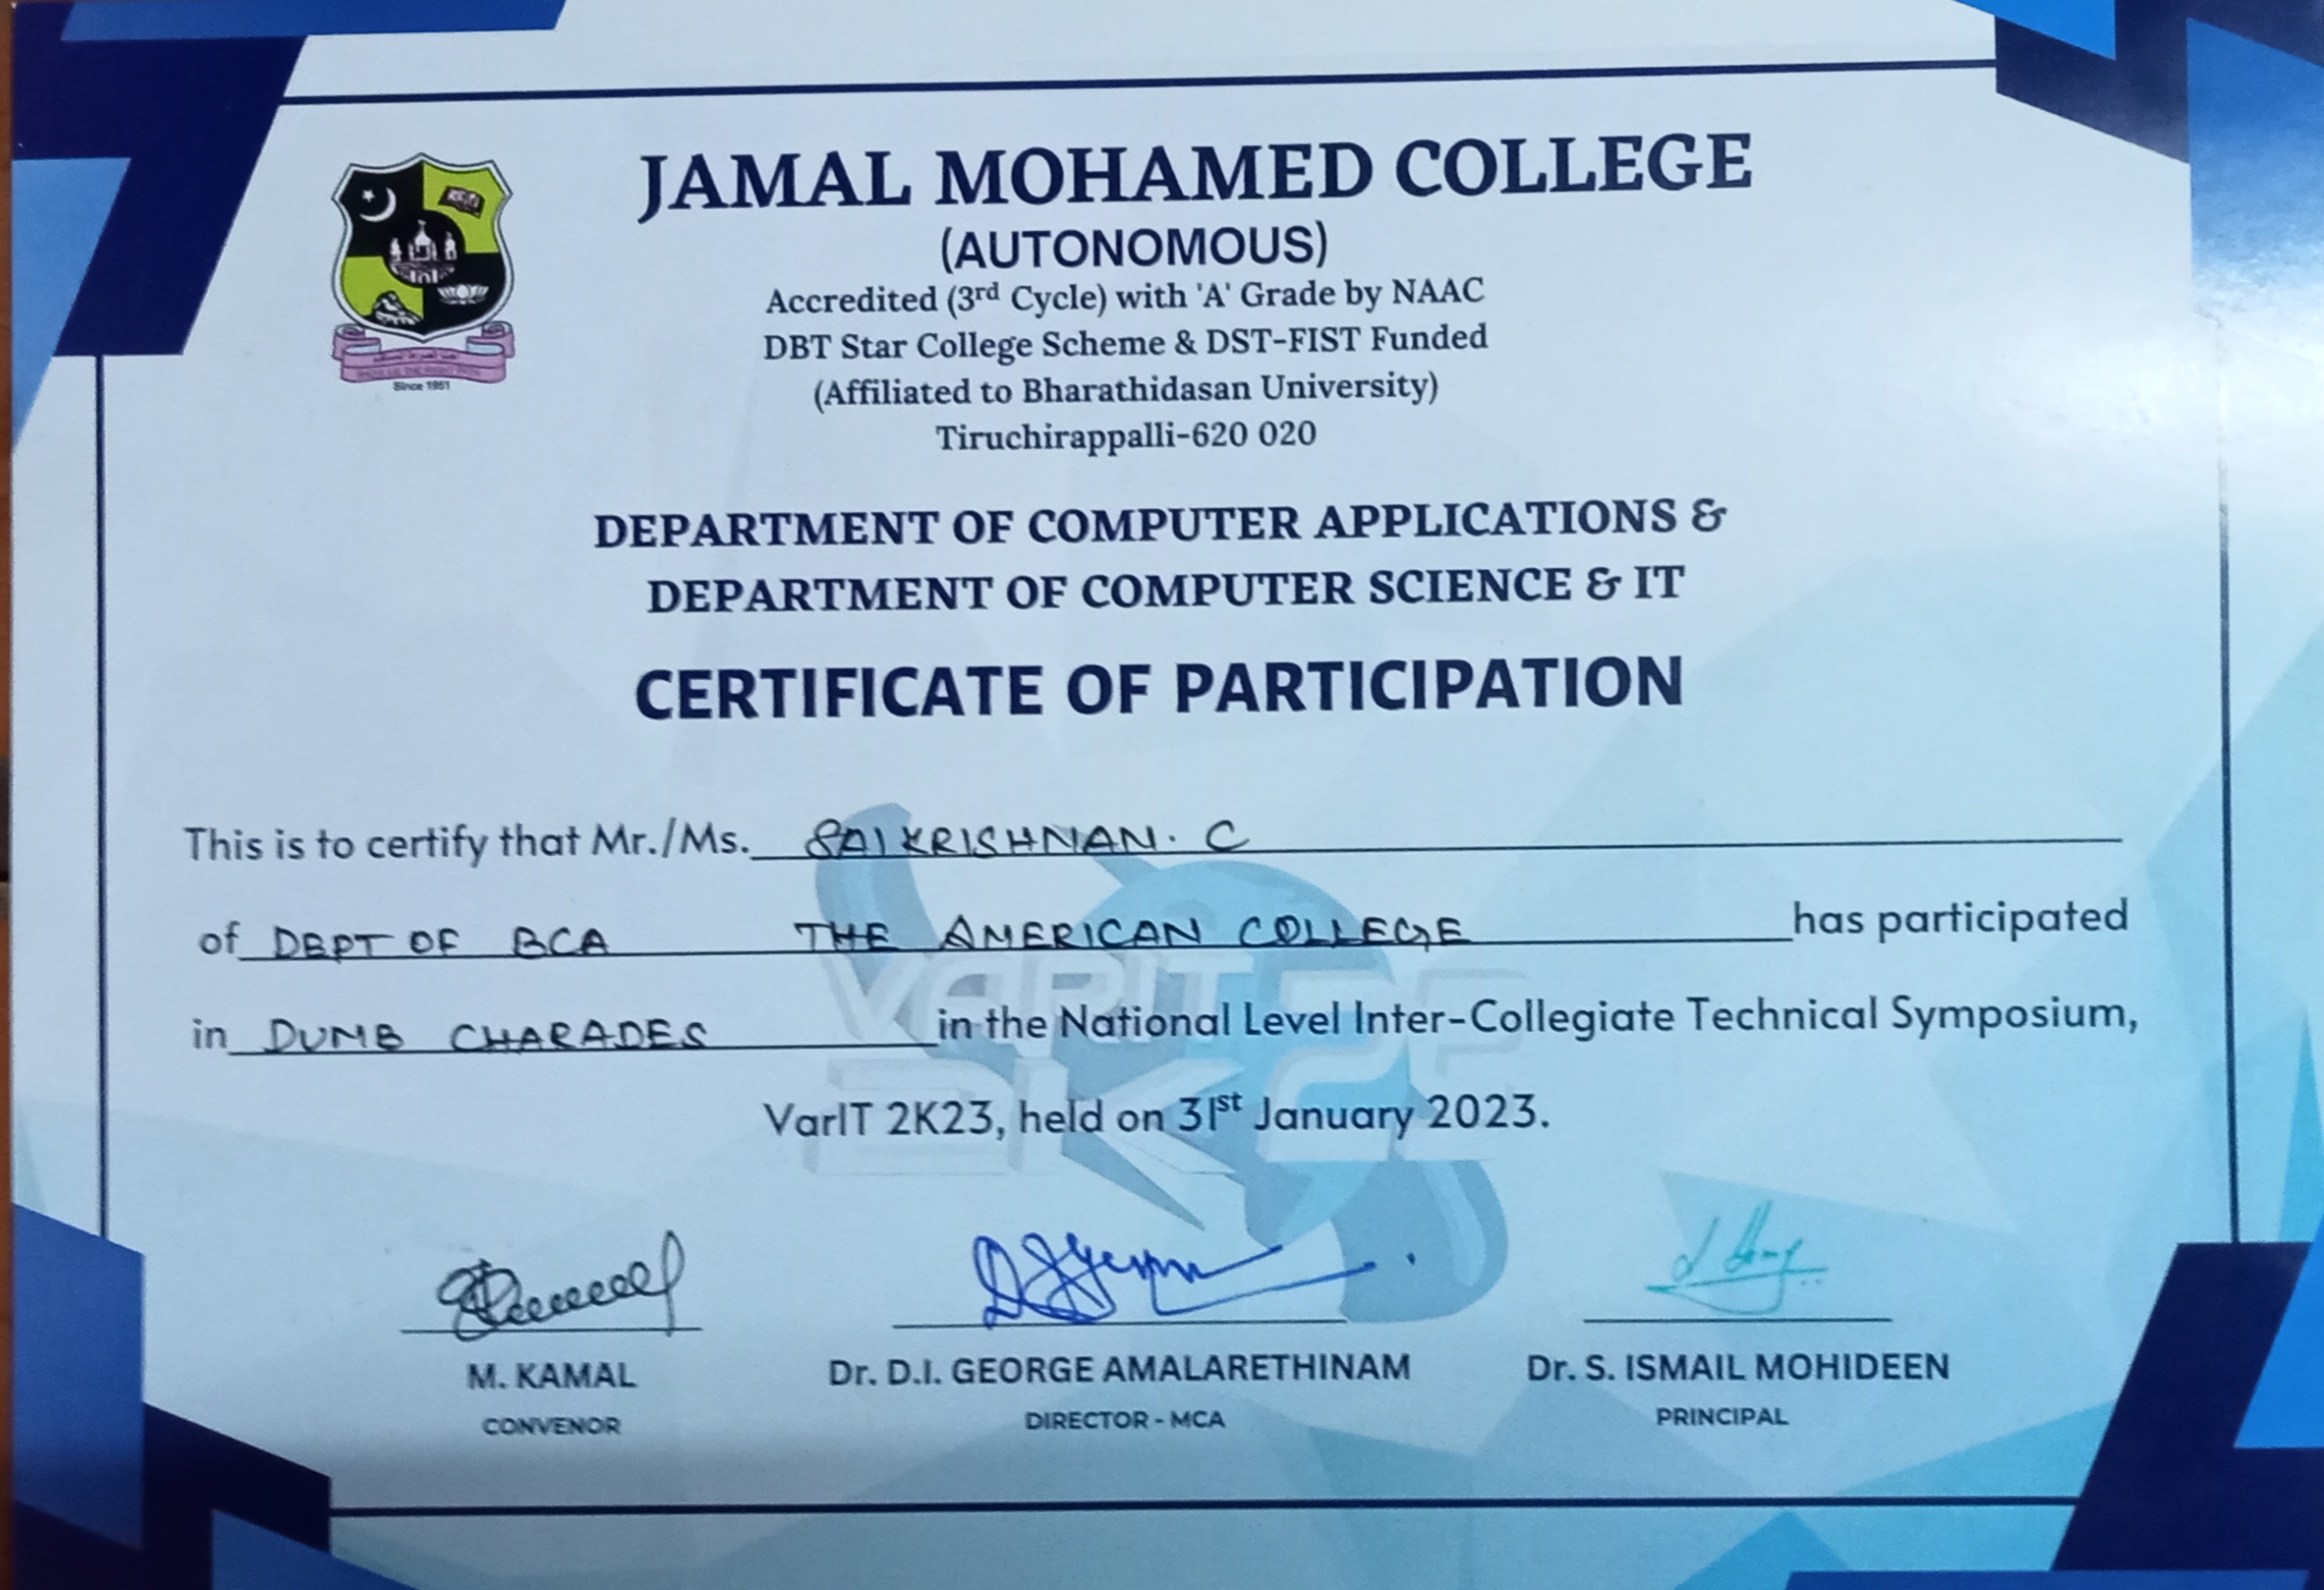 JAMAL MOHAMED COLLEGE
(AUTONOMOUS)
Accredited (3rd Cycle) with 'A' Grade by NAAC
DBT Star College Scheme & DST-FIST Funded
(Affiliated to Bharathidasan University)
Tiruchirappalli-620 020
Since 1951
DEPARTMENT OF COMPUTER APPLICATIONS &
DEPARTMENT OF COMPUTER SCIENCE & IT
CERTIFICATE OF PARTICIPATION
This is to certify that Mr./Ms. SAIKRISHNAN. C
of DEPT OF BCA THE AMERICAN COLLEGE has participated
in DUMB CHARADES in the National Level Inter-Collegiate Technical Symposium,
VarIT 2K23, held on 31st January 2023.
M. KAMAL
CONVENOR
Dr. D.I. GEORGE AMALARETHINAM
DIRECTOR - MCA
Dr. S. ISMAIL MOHIDEEN
PRINCIPAL